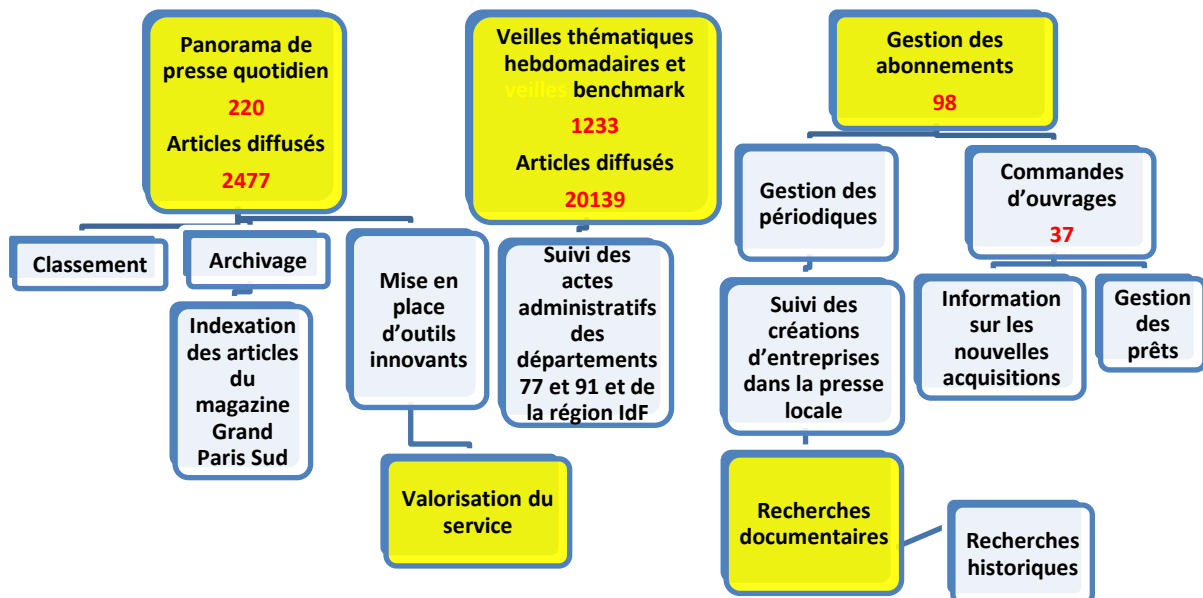 Panorama de
presse quotidien
220
Articles diffusés
2477
Veilles thématiques
hebdomadaires et
veilles benchmark
1233
Articles diffusés
20139
Gestion des
abonnements
98
Classement
Archivage
Indexation
des articles
du
magazine
Grand
Paris Sud
Mise en
place
d’outils
innovants
Valorisation du
service
Suivi des
actes
administratifs
des
départements
77 et 91 et de
la région IdF
Gestion des
périodiques
Commandes
d’ouvrages
37
Suivi des
créations
d’entreprises
dans la presse
locale
Information
sur les
nouvelles
acquisitions
Gestion
des
prêts
Recherches
documentaires
Recherches
historiques